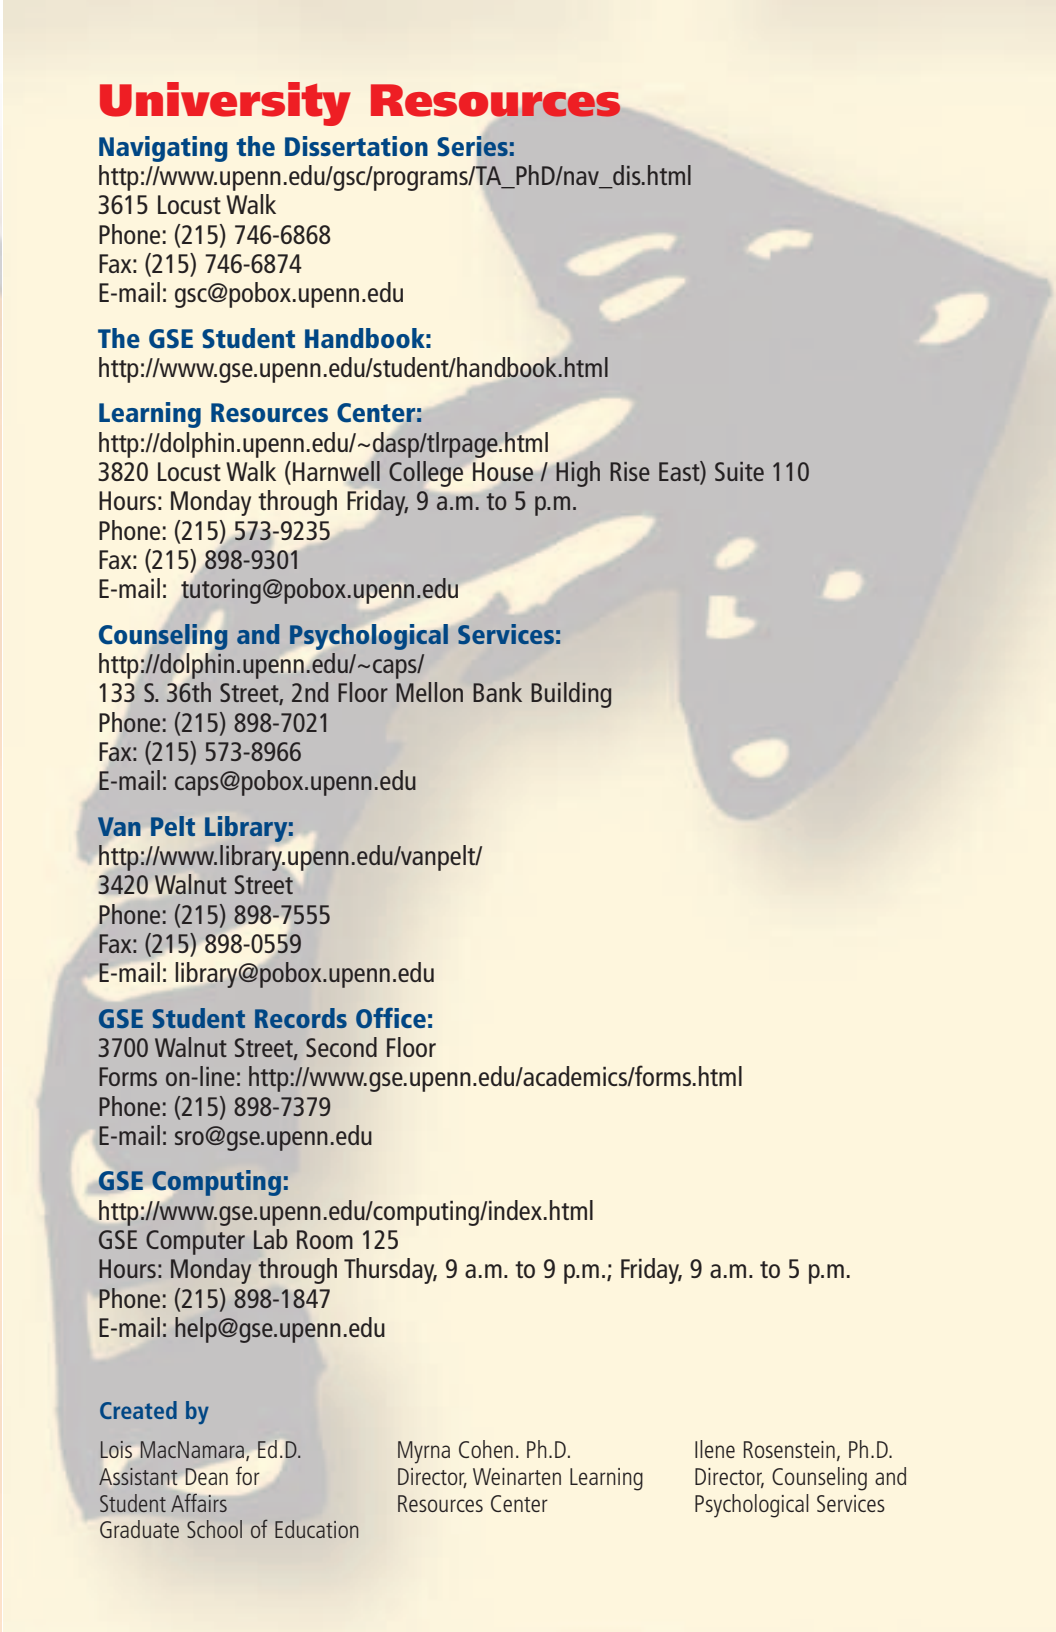 University Resources
Navigating the Dissertation Series:
http://www.upenn.edu/gsc/programs/TA_PhD/nav_dis.html
3615 Locust Walk
Phone: (215) 746-6868
Fax: (215) 746-6874
E-mail: gsc@pobox.upenn.edu
The GSE Student Handbook:
http://www.gse.upenn.edu/student/handbook.html
Learning Resources Center:
http://dolphin.upenn.edu/~dasp/tlrpage.html
3820 Locust Walk (Harnwell College House / High Rise East) Suite 110
Hours: Monday through Friday, 9 a.m. to 5 p.m.
Phone: (215) 573-9235
Fax: (215) 898-9301
E-mail:  tutoring@pobox.upenn.edu
Counseling and Psychological Services:
http://dolphin.upenn.edu/~caps/
133 S. 36th Street, 2nd Floor Mellon Bank Building
Phone: (215) 898-7021
Fax: (215) 573-8966
E-mail: caps@pobox.upenn.edu
Van Pelt Library:
http://www.library.upenn.edu/vanpelt/
3420 Walnut Street
Phone: (215) 898-7555
Fax: (215) 898-0559
E-mail: library@pobox.upenn.edu
GSE Student Records Office:
3700 Walnut Street, Second Floor
Forms on-line: http://www.gse.upenn.edu/academics/forms.html
Phone: (215) 898-7379
E-mail: sro@gse.upenn.edu
GSE Computing:
http://www.gse.upenn.edu/computing/index.html
GSE Computer Lab Room 125
Hours: Monday through Thursday, 9 a.m. to 9 p.m.; Friday, 9 a.m. to 5 p.m.
Phone: (215) 898-1847
E-mail: help@gse.upenn.edu
Created by
Lois MacNamara, Ed.D.
Assistant Dean for
Student Affairs
Graduate School of Education
Myrna Cohen. Ph.D.
Director, Weinarten Learning
Resources Center
Ilene Rosenstein, Ph.D.
Director, Counseling and
Psychological Services